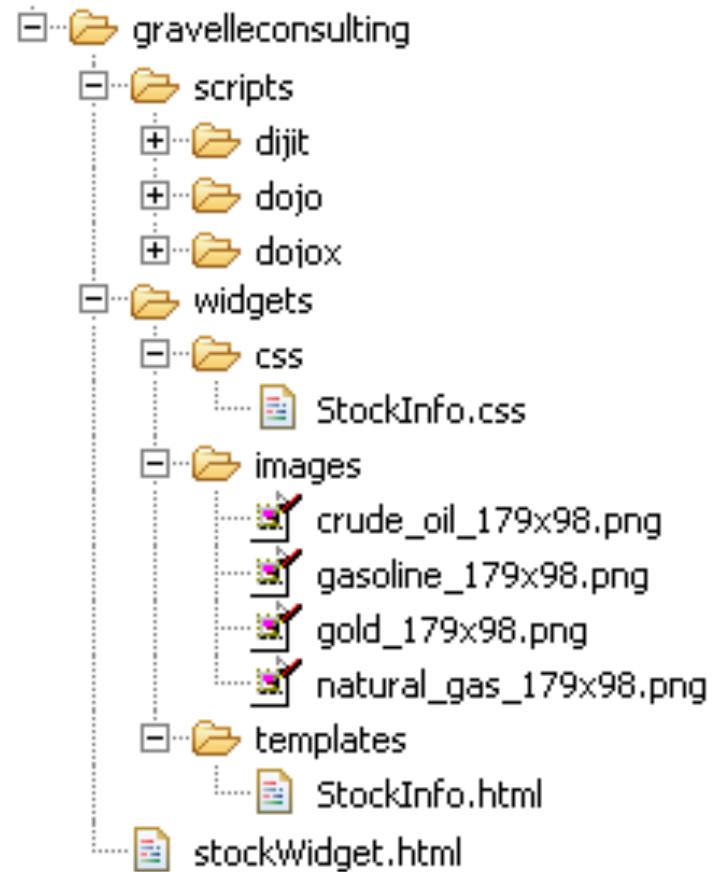 gravelleconsulting
scripts
dijit
dojo
dojox
widgets
css
StockInfo.css
images
crude_oil_179x98.png
gasoline_179x98.png
gold_179x98.png
natural_gas_179x98.png
templates
StockInfo.html
stockWidget.html